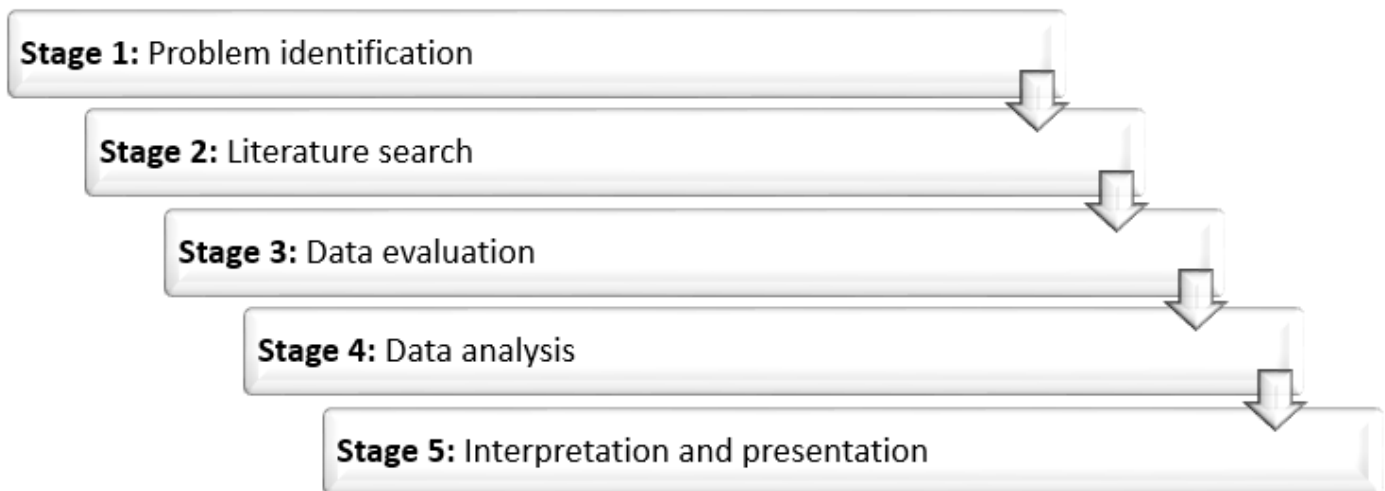 Stage 1: Problem identification
Stage 2: Literature search
Stage 3: Data evaluation
Stage 4: Data analysis
Stage 5: Interpretation and presentation